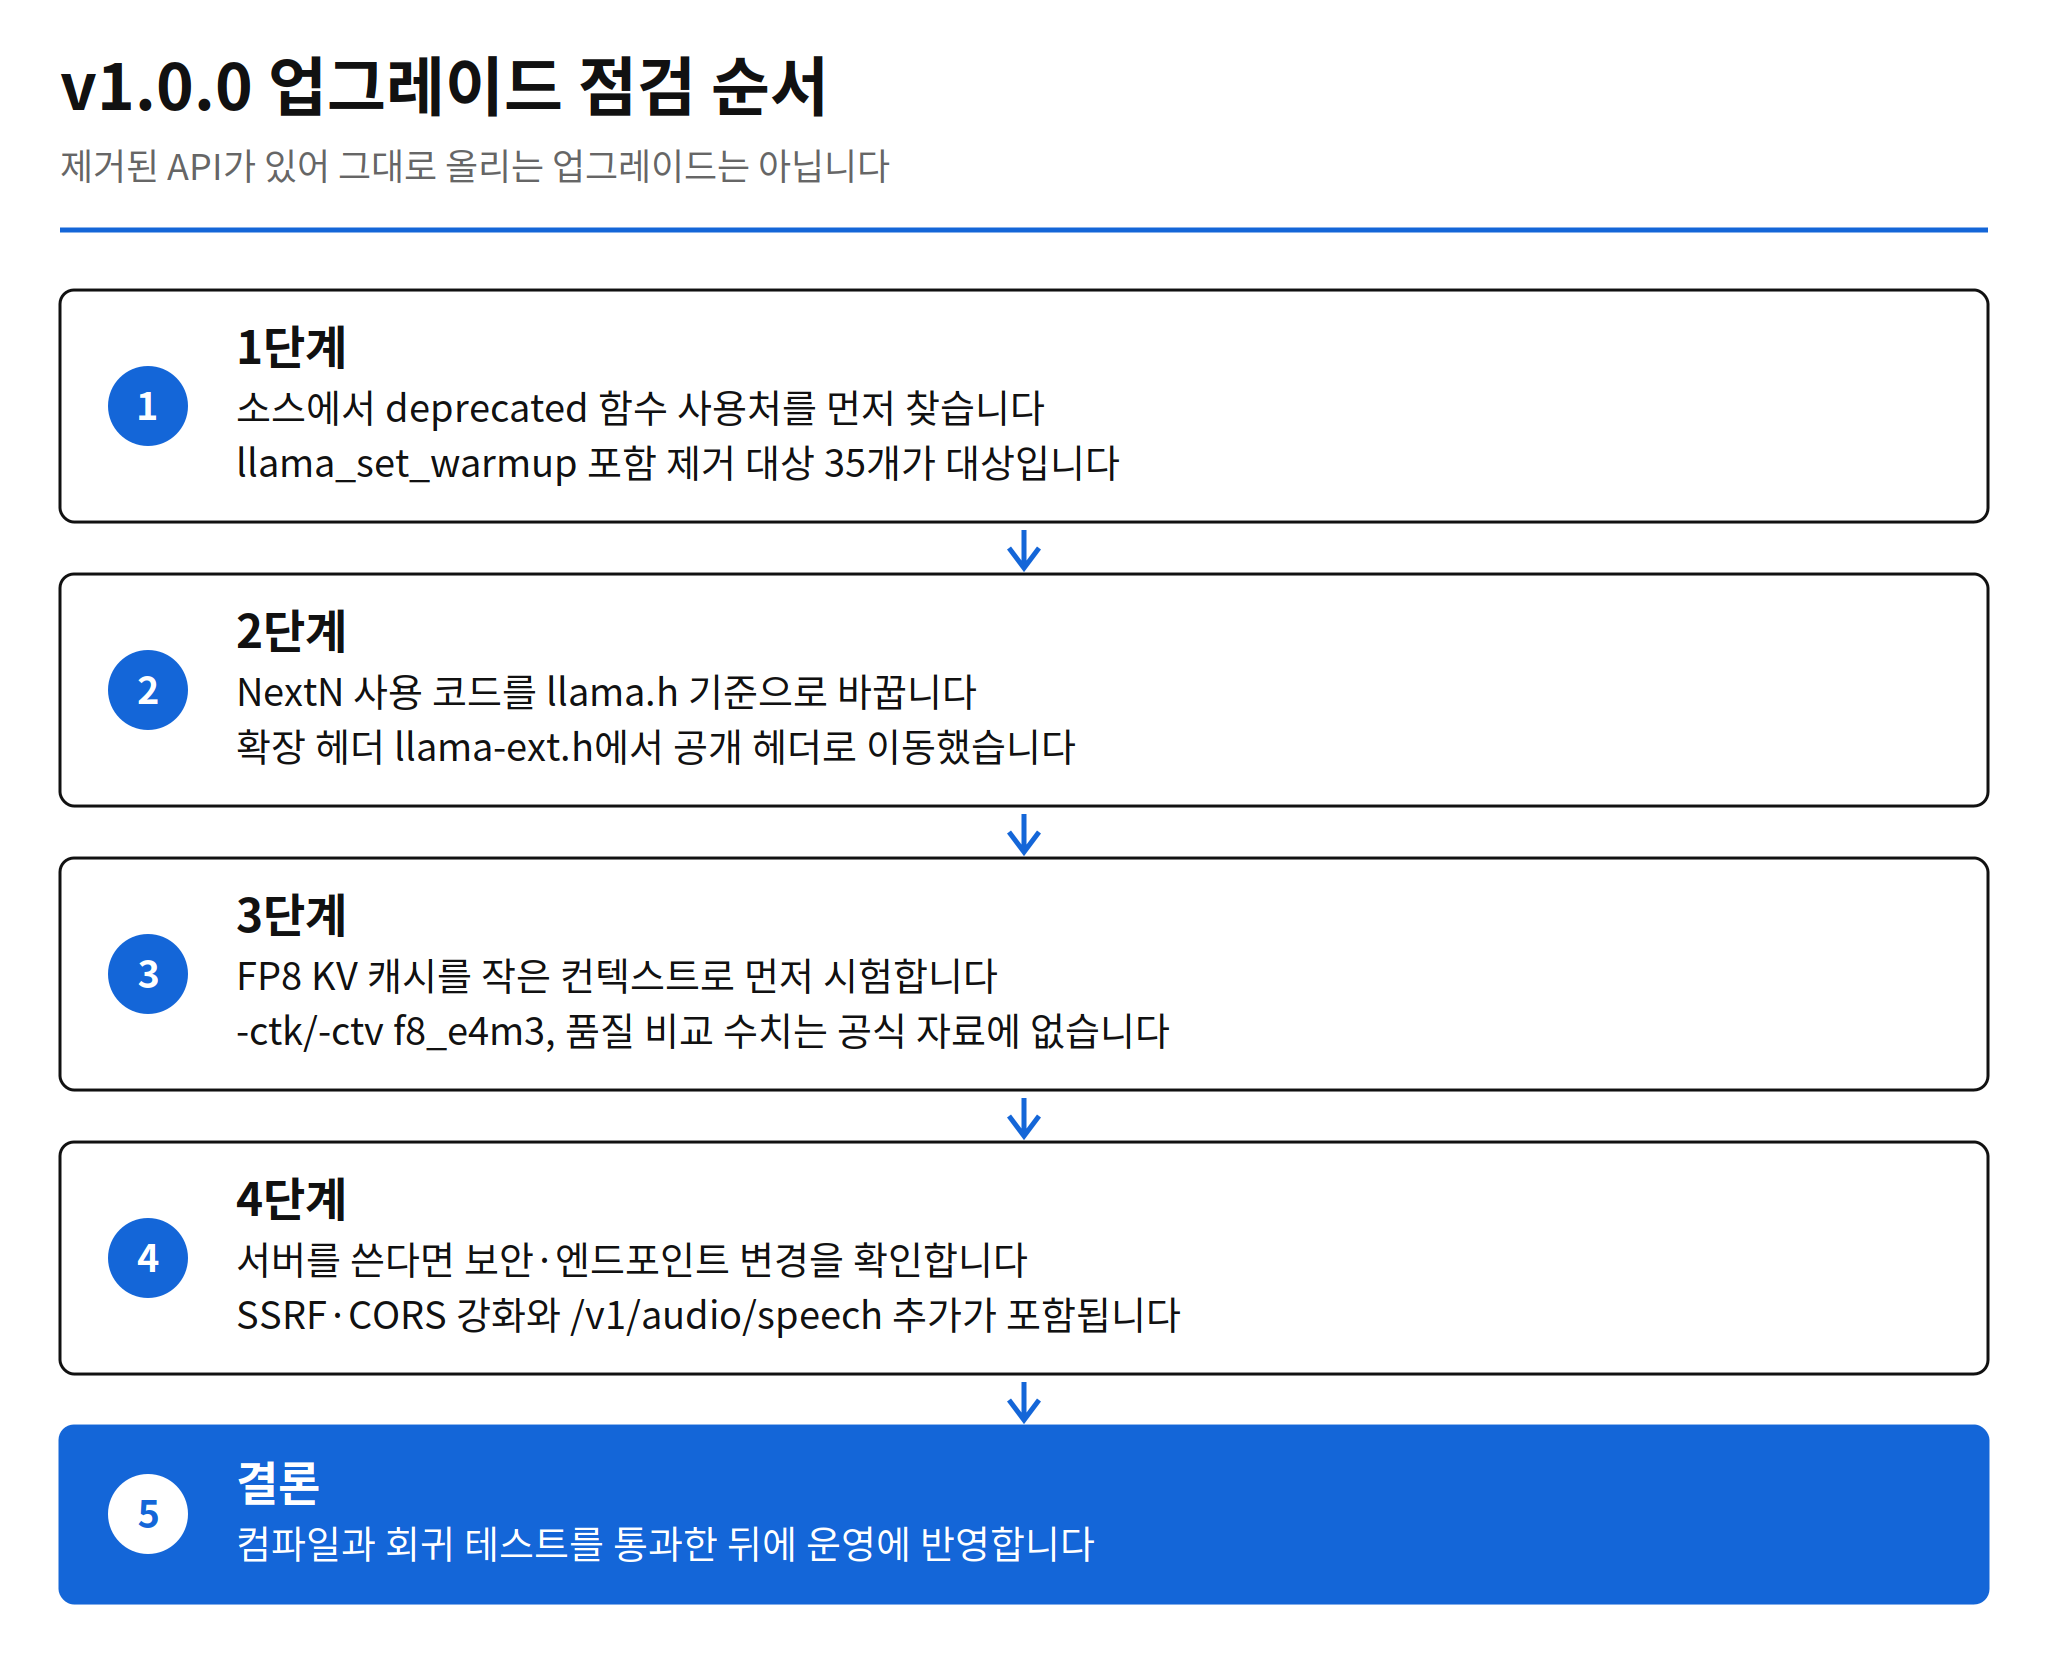 v1.0.0 업그레이드 점검 순서
제거된 API가 있어 그대로 올리는 업그레이드는 아닙니다
1단계
1
소스에서 deprecated 함수 사용처를 먼저 찾습니다
llama_set_warmup 포함 제거 대상 35개가 대상입니다
2단계
2
NextN 사용 코드를 llama.h 기준으로 바꿉니다
확장 헤더 llama-ext.h에서 공개 헤더로 이동했습니다
3단계
3
FP8 KV 캐시를 작은 컨텍스트로 먼저 시험합니다
-ctk/-ctv f8_e4m3, 품질 비교 수치는 공식 자료에 없습니다
4단계
4
서버를 쓴다면 보안·엔드포인트 변경을 확인합니다
SSRF·CORS 강화와 /v1/audio/speech 추가가 포함됩니다
결론
5
컴파일과 회귀 테스트를 통과한 뒤에 운영에 반영합니다